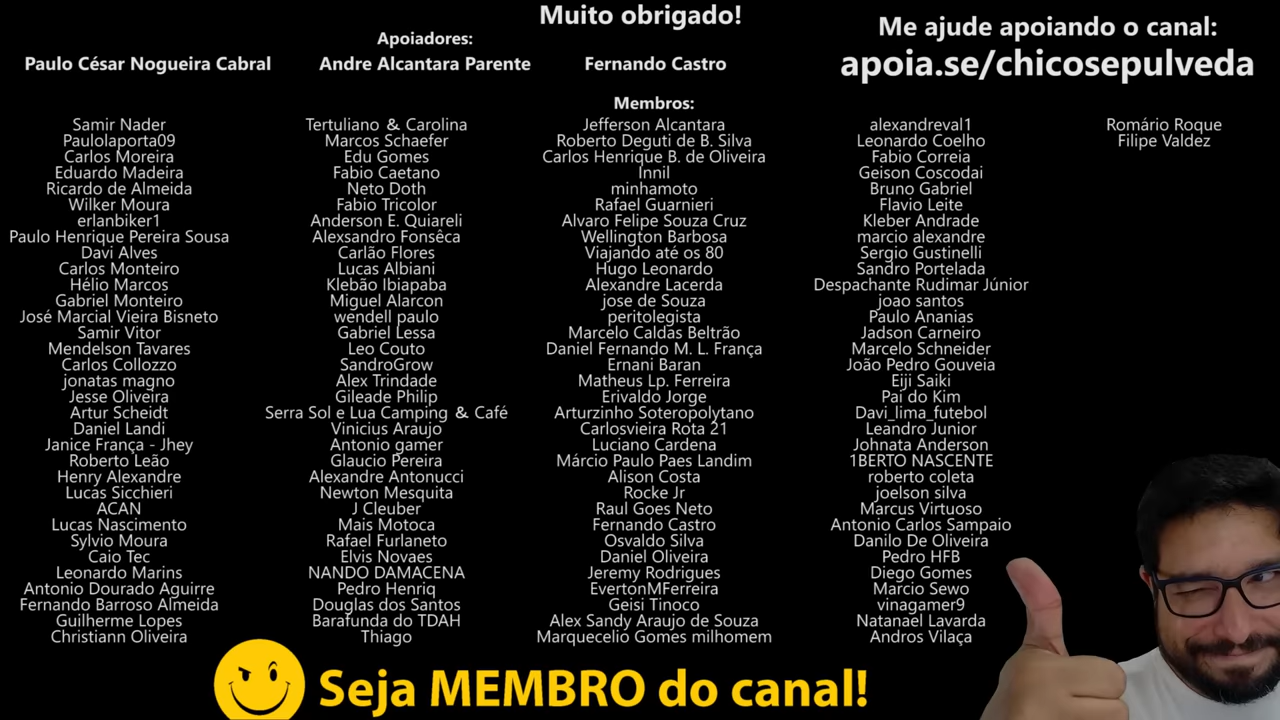 Muito obrigado!
Me ajude apoiando o canal:
apoia.se/chicosepulveda
Apoiadores:
Paulo César Nogueira Cabral
Andre Alcantara Parente
Fernando Castro
Membros:
Samir Nader
Paulolaporta09
Carlos Moreira
Eduardo Madeira
Ricardo de Almeida
Wilker Moura
erlanbiker1
Paulo Henrique Pereira Sousa
Davi Alves
Carlos Monteiro
Hélio Marcos
Gabriel Monteiro
José Marcial Vieira Bisneto
Samir Vitor
Mendelson Tavares
Carlos Collozzo
jonatas magno
Jesse Oliveira
Artur Scheidt
Daniel Landi
Janice França - Jhey
Roberto Leão
Henry Alexandre
Lucas Sicchieri
ACAN
Lucas Nascimento
Sylvio Moura
Caio Tec
Leonardo Marins
Antonio Dourado Aguirre
Fernando Barroso Almeida
Guilherme Lopes
Christiann Oliveira
Tertuliano & Carolina
Marcos Schaefer
Edu Gomes
Fabio Caetano
Neto Doth
Fabio Tricolor
Anderson E. Quiareli
Alexsandro Fonsêca
Carlão Flores
Lucas Albiani
Klebão Ibiapaba
Miguel Alarcon
wendell paulo
Gabriel Lessa
Leo Couto
SandroGrow
Alex Trindade
Gileade Philip
Serra Sol e Lua Camping & Café
Vinicius Araujo
Antonio gamer
Glaucio Pereira
Alexandre Antonucci
Newton Mesquita
J Cleuber
Mais Motoca
Rafael Furlaneto
Elvis Novaes
NANDO DAMACENA
Pedro Henriq
Douglas dos Santos
Barafunda do TDAH
Thiago
Jefferson Alcantara
Roberto Deguti de B. Silva
Carlos Henrique B. de Oliveira
Innil
minhamoto
Rafael Guarnieri
Alvaro Felipe Souza Cruz
Wellington Barbosa
Viajando até os 80
Hugo Leonardo
Alexandre Lacerda
jose de Souza
peritolegista
Marcelo Caldas Beltrão
Daniel Fernando M. L. França
Ernani Baran
Matheus Lp. Ferreira
Erivaldo Jorge
Arturzinho Soteropolytano
Carlosvieira Rota 21
Luciano Cardena
Márcio Paulo Paes Landim
Alison Costa
Rocke Jr
Raul Goes Neto
Fernando Castro
Osvaldo Silva
Daniel Oliveira
Jeremy Rodrigues
EvertonMFerreira
Geisi Tinoco
Alex Sandy Araujo de Souza
Marquecelio Gomes milhomem
alexandreval1
Leonardo Coelho
Fabio Correia
Geison Coscodai
Bruno Gabriel
Flavio Leite
Kleber Andrade
marcio alexandre
Sergio Gustinelli
Sandro Portelada
Despachante Rudimar Júnior
joao santos
Paulo Ananias
Jadson Carneiro
Marcelo Schneider
João Pedro Gouveia
Eiji Saiki
Pai do Kim
Davi_lima_futebol
Leandro Junior
Johnata Anderson
1BERTO NASCENTE
roberto coleta
joelson silva
Marcus Virtuoso
Antonio Carlos Sampaio
Danilo De Oliveira
Pedro HFB
Diego Gomes
Marcio Sewo
vinagamer9
Natanael Lavarda
Andros Vilaça
Romário Roque
Filipe Valdez
Seja MEMBRO do canal!